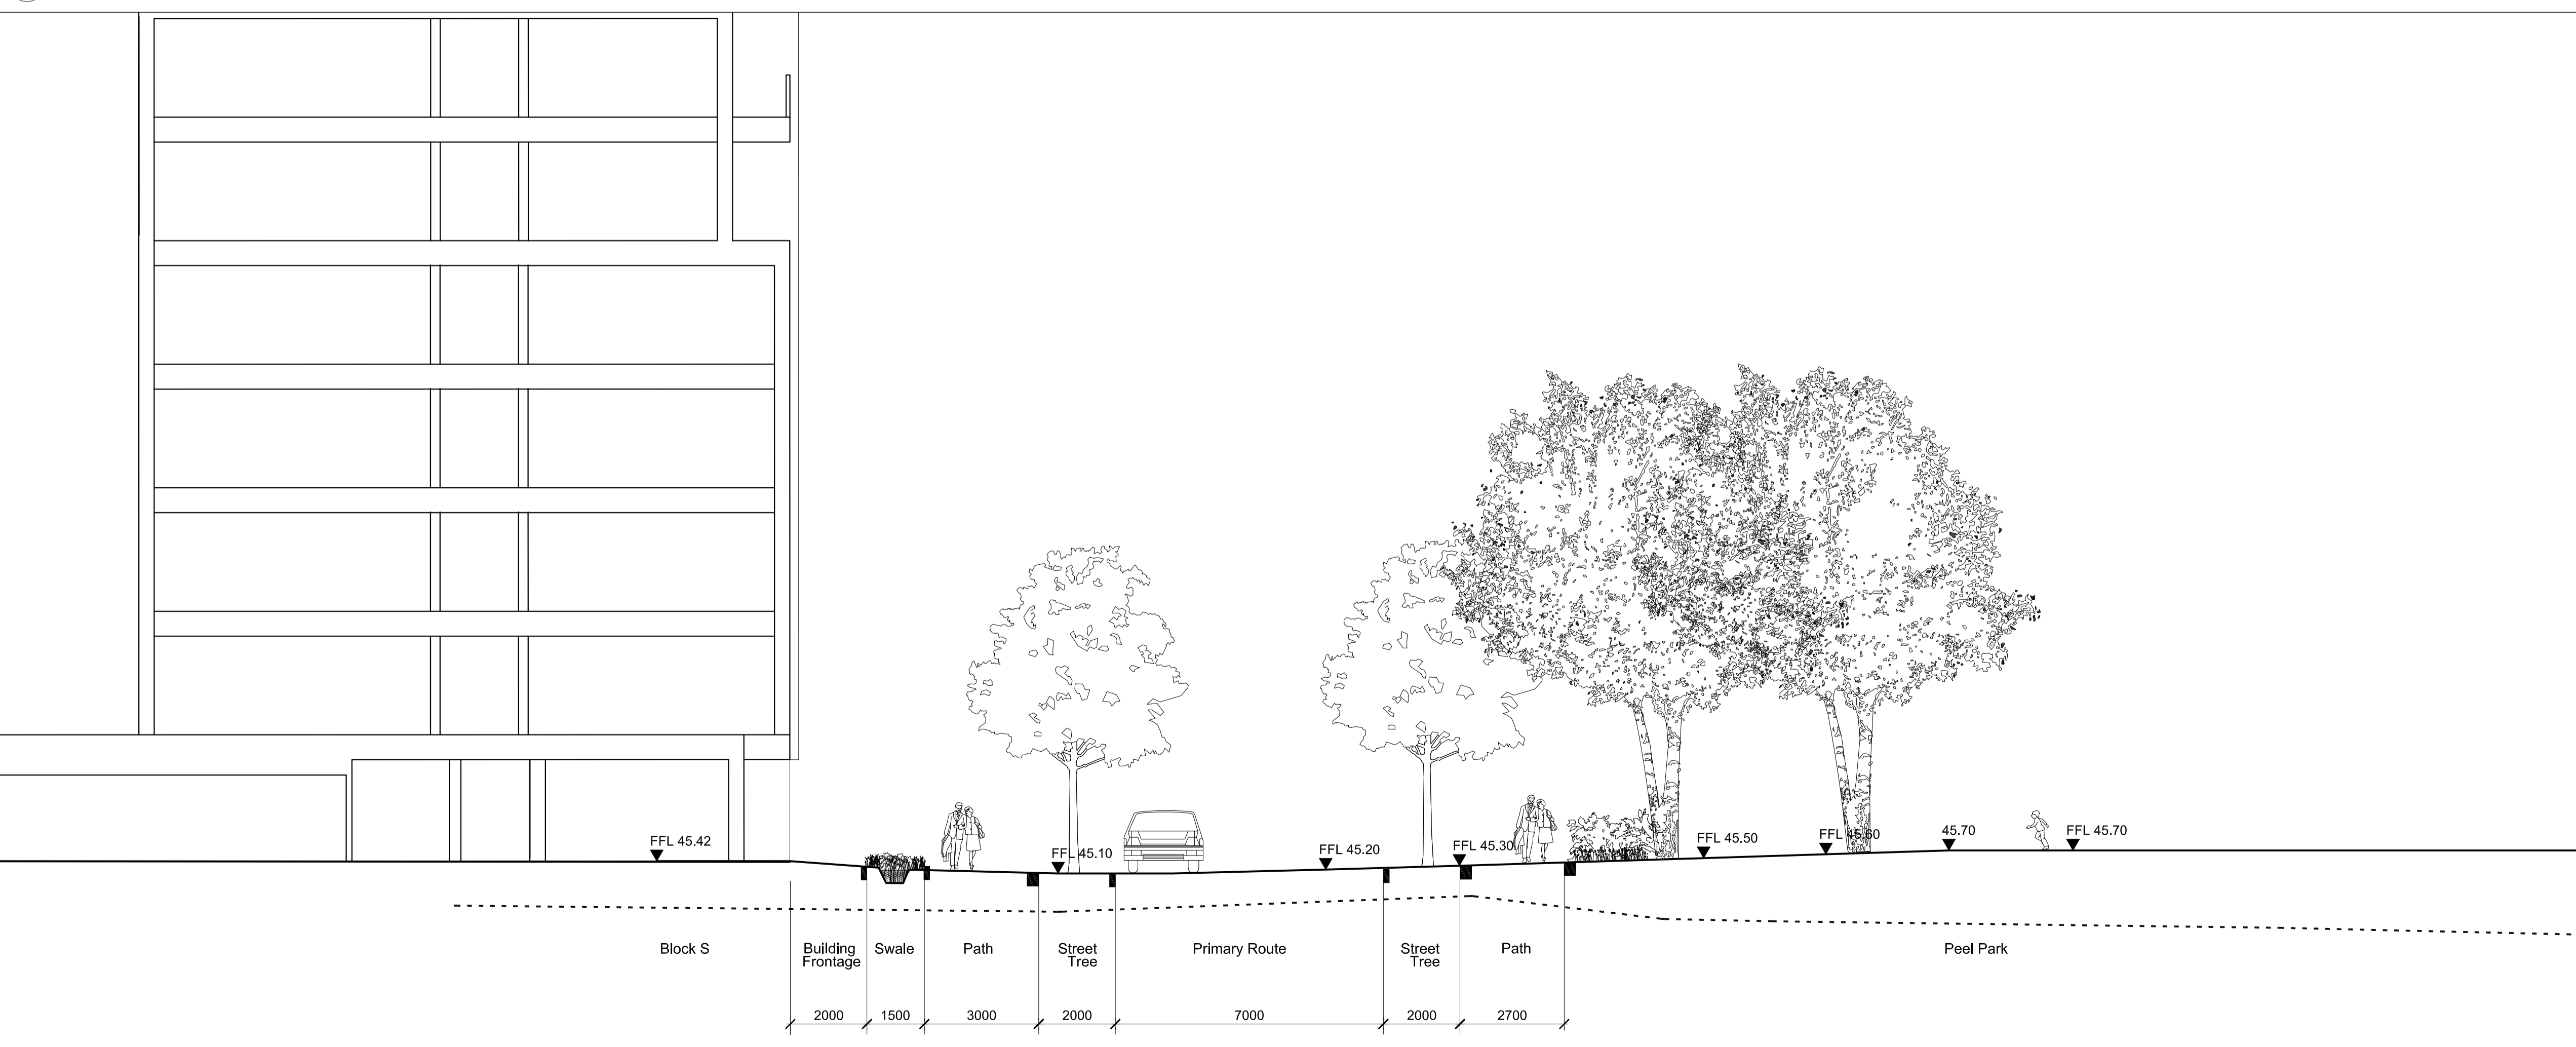 FFL 45.42
FFL 45.10
FFL 45.20
FFL 45.30
FFL 45.50
FFL 45.60
45.70
FFL 45.70
Block S
Building
Frontage
Swale
Path
Street
Tree
Primary Route
Street
Tree
Path
Peel Park
2000
1500
3000
2000
7000
2000
2700